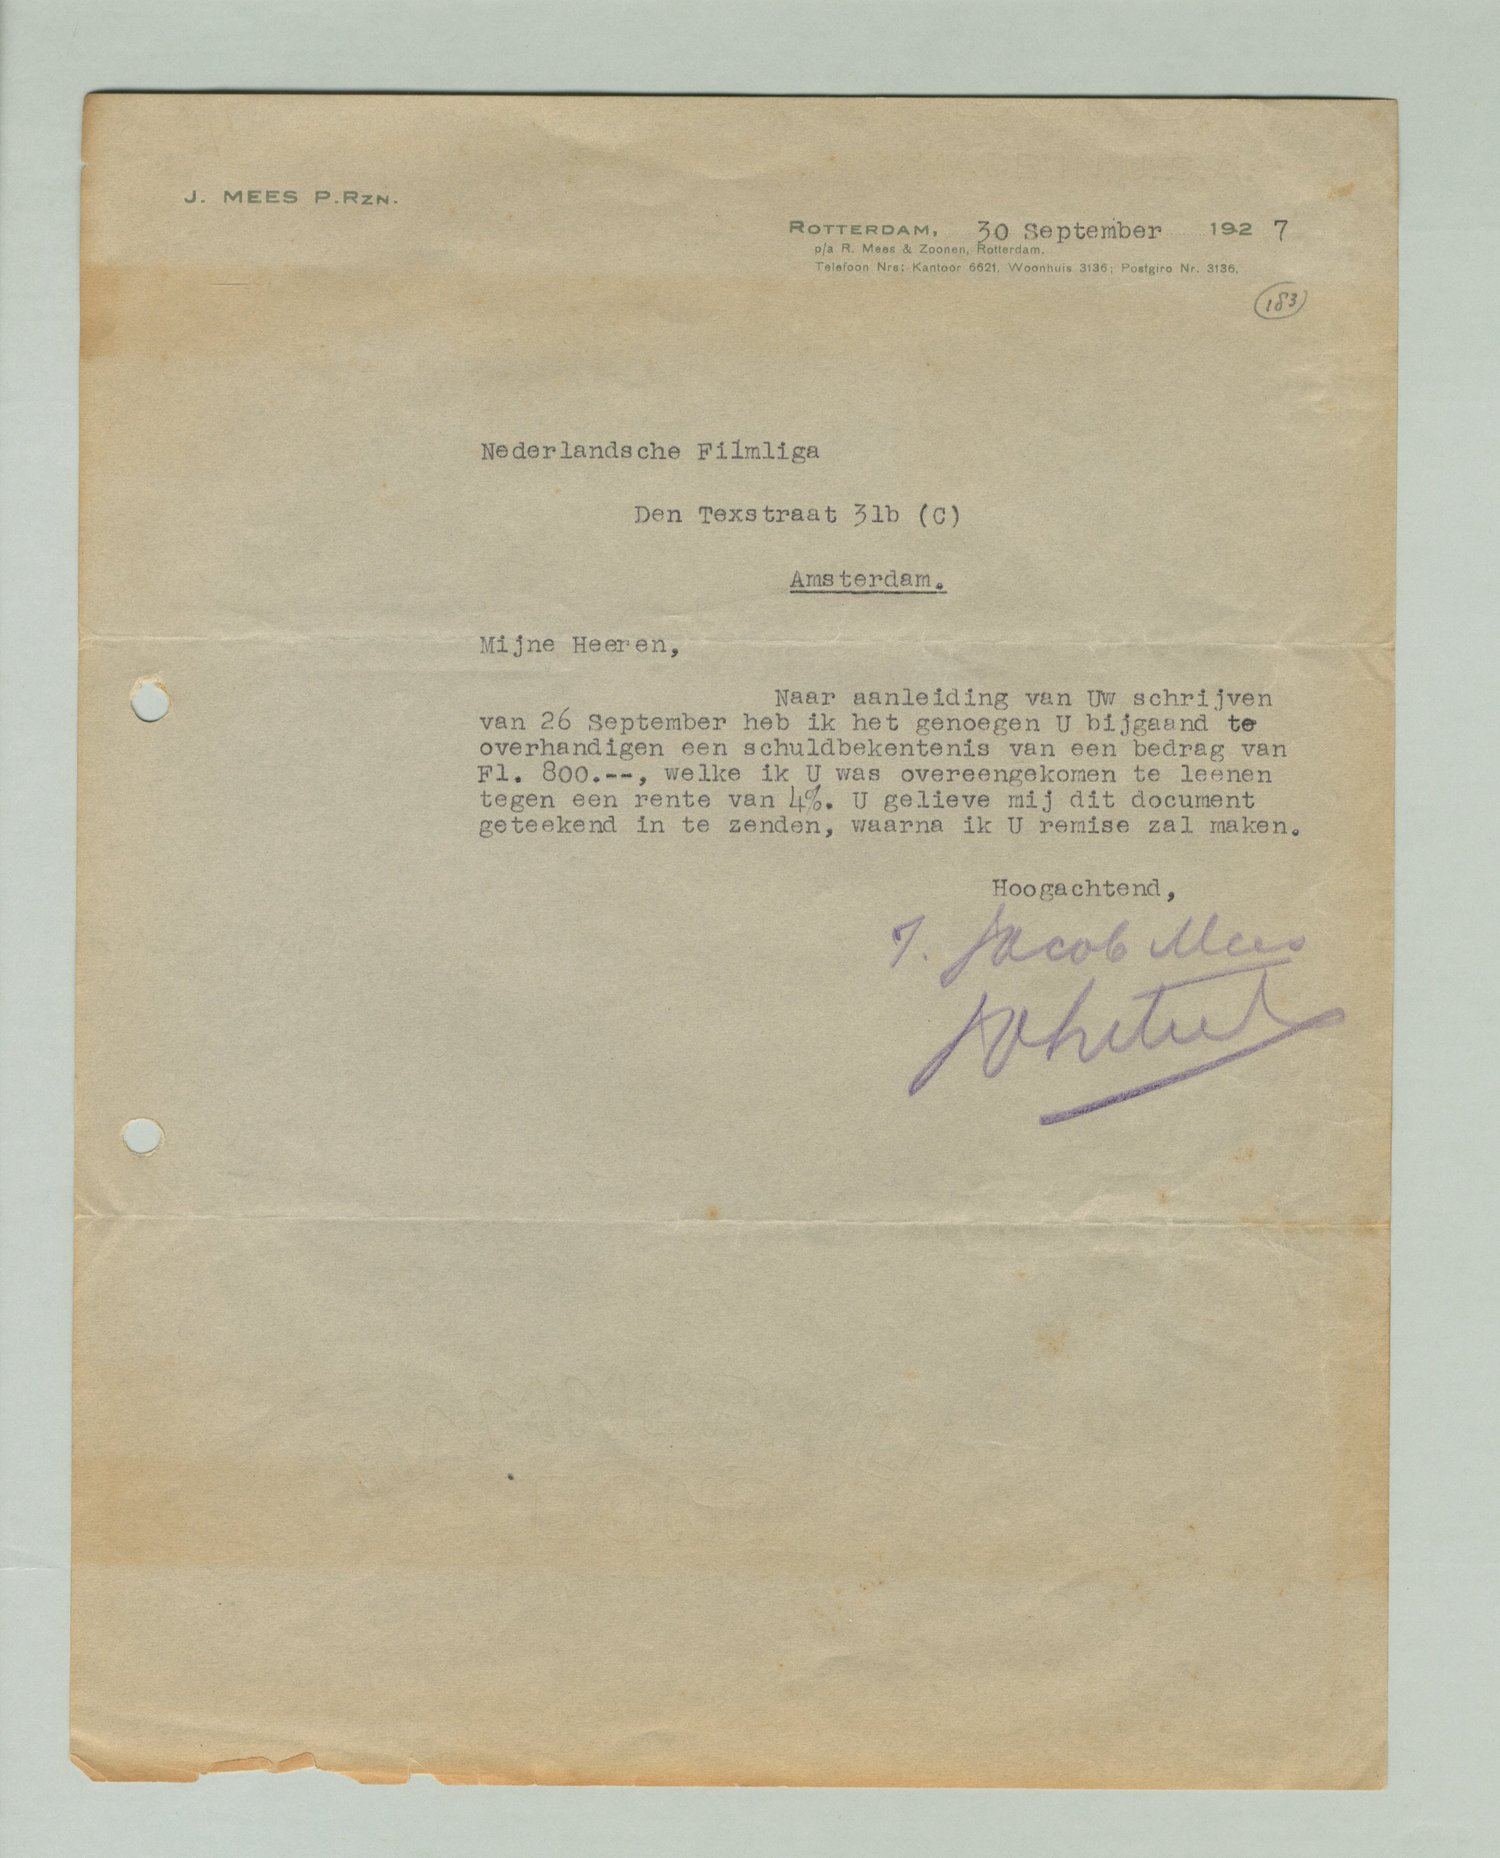 J. MEES P.RZN.
ROTTERDAM, 30 September 1927
p/a R. Mees & Zoonen, Rotterdam.
Telefoon Nrs: Kantoor 6621, Woonhuis 3136; Postgiro Nr. 3136.
183
Nederlandsche Filmliga
Den Texstraat 31b (C)
Amsterdam.
Mijne Heeren,
Naar aanleiding van Uw schrijven
van 26 September heb ik het genoegen U bijgaand te
overhandigen een schuldbekentenis van een bedrag van
Fl. 800.--, welke ik U was overeengekomen te leenen
tegen een rente van 4%. U gelieve mij dit document
geteekend in te zenden, waarna ik U remise zal maken.
Hoogachtend,
Jacob Mees